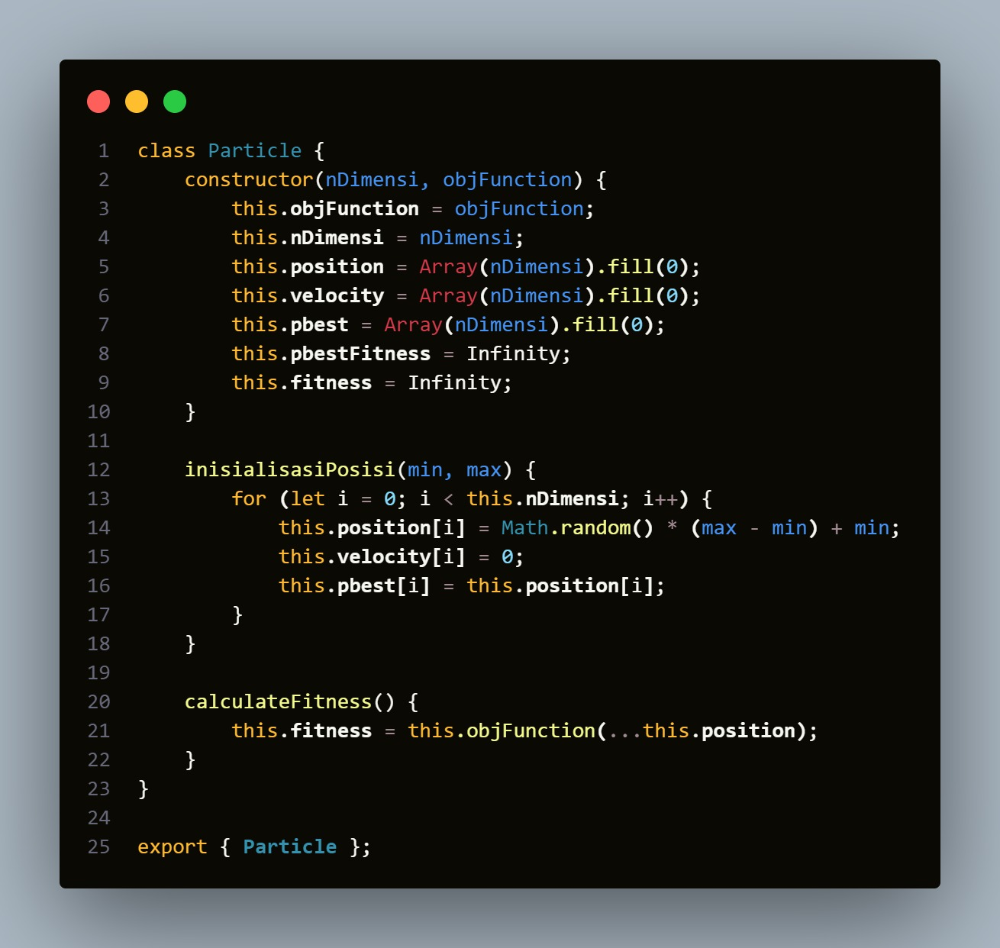 1 class Particle {
2     constructor(nDimensi, objFunction) {
3         this.objFunction = objFunction;
4         this.nDimensi = nDimensi;
5         this.position = Array(nDimensi).fill(0);
6         this.velocity = Array(nDimensi).fill(0);
7         this.pbest = Array(nDimensi).fill(0);
8         this.pbestFitness = Infinity;
9         this.fitness = Infinity;
10     }
11
12     inisialisasiPosisi(min, max) {
13         for (let i = 0; i < this.nDimensi; i++) {
14             this.position[i] = Math.random() * (max - min) + min;
15             this.velocity[i] = 0;
16             this.pbest[i] = this.position[i];
17         }
18     }
19
20     calculateFitness() {
21         this.fitness = this.objFunction(...this.position);
22     }
23 }
24
25 export { Particle };